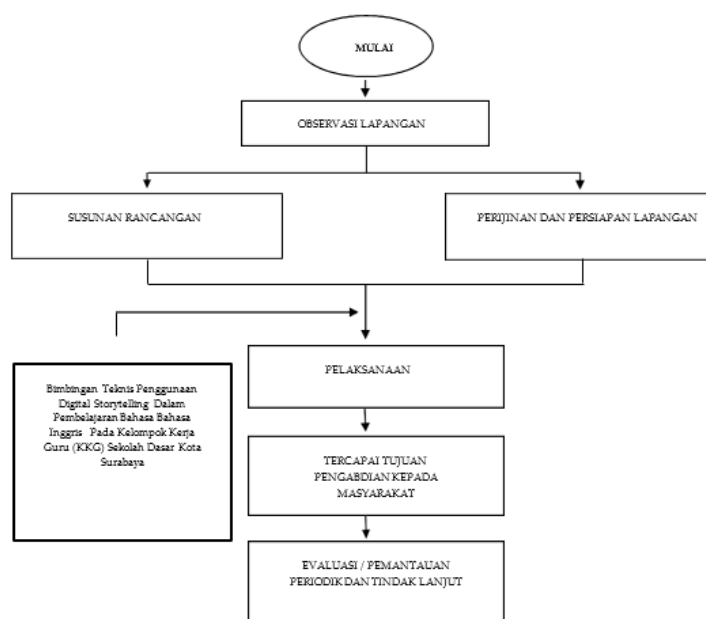 MULAI
OBSERVASI LAPANGAN
SUSUNAN RANCANGAN
PERIJINAN DAN PERSIAPAN LAPANGAN
PELAKSANAAN
Bimbingan Teknis Penggunaan
Digital Storytelling Dalam
Pembelajaran Bahasa Bahasa
Inggris Pada Kelompok Kerja
Guru (KKG) Sekolah Dasar Kota
Surabaya
TERCAPAI TUJUAN
PENGABDIAN KEPADA
MASYARAKAT
EVALUASI / PEMANTAUAN
PERIODIK DAN TINDAK LANJUT